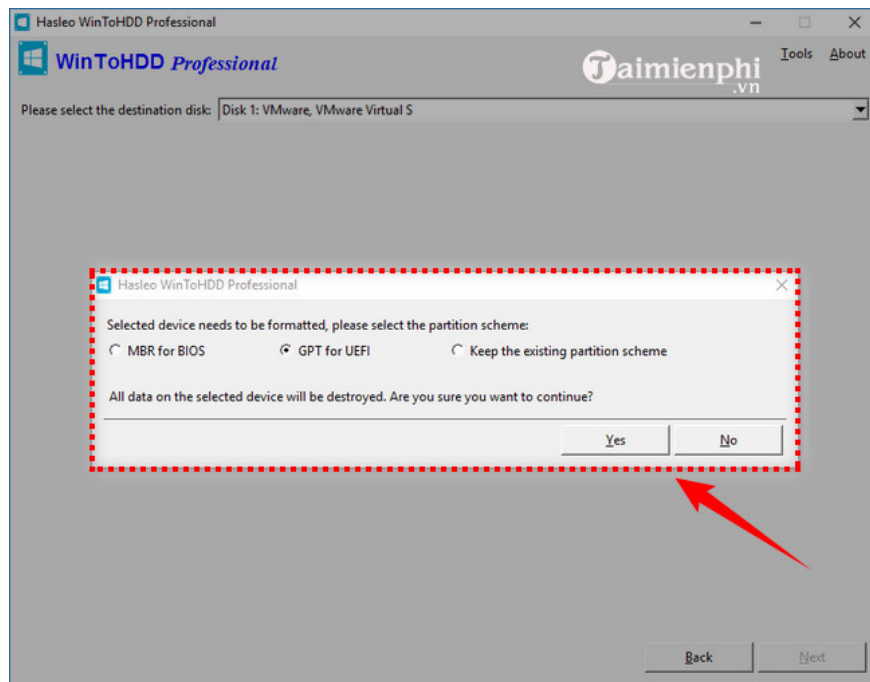 Hasleo WinToHDD Professional
WinToHDD Professional
Taimienphi
.vn
Tools About
Please select the destination disk: Disk 1: VMware, VMware Virtual S
Hasleo WinToHDD Professional
Selected device needs to be formatted, please select the partition scheme:
MBR for BIOS GPT for UEFI Keep the existing partition scheme
All data on the selected device will be destroyed. Are you sure you want to continue?
Yes No
Back Next